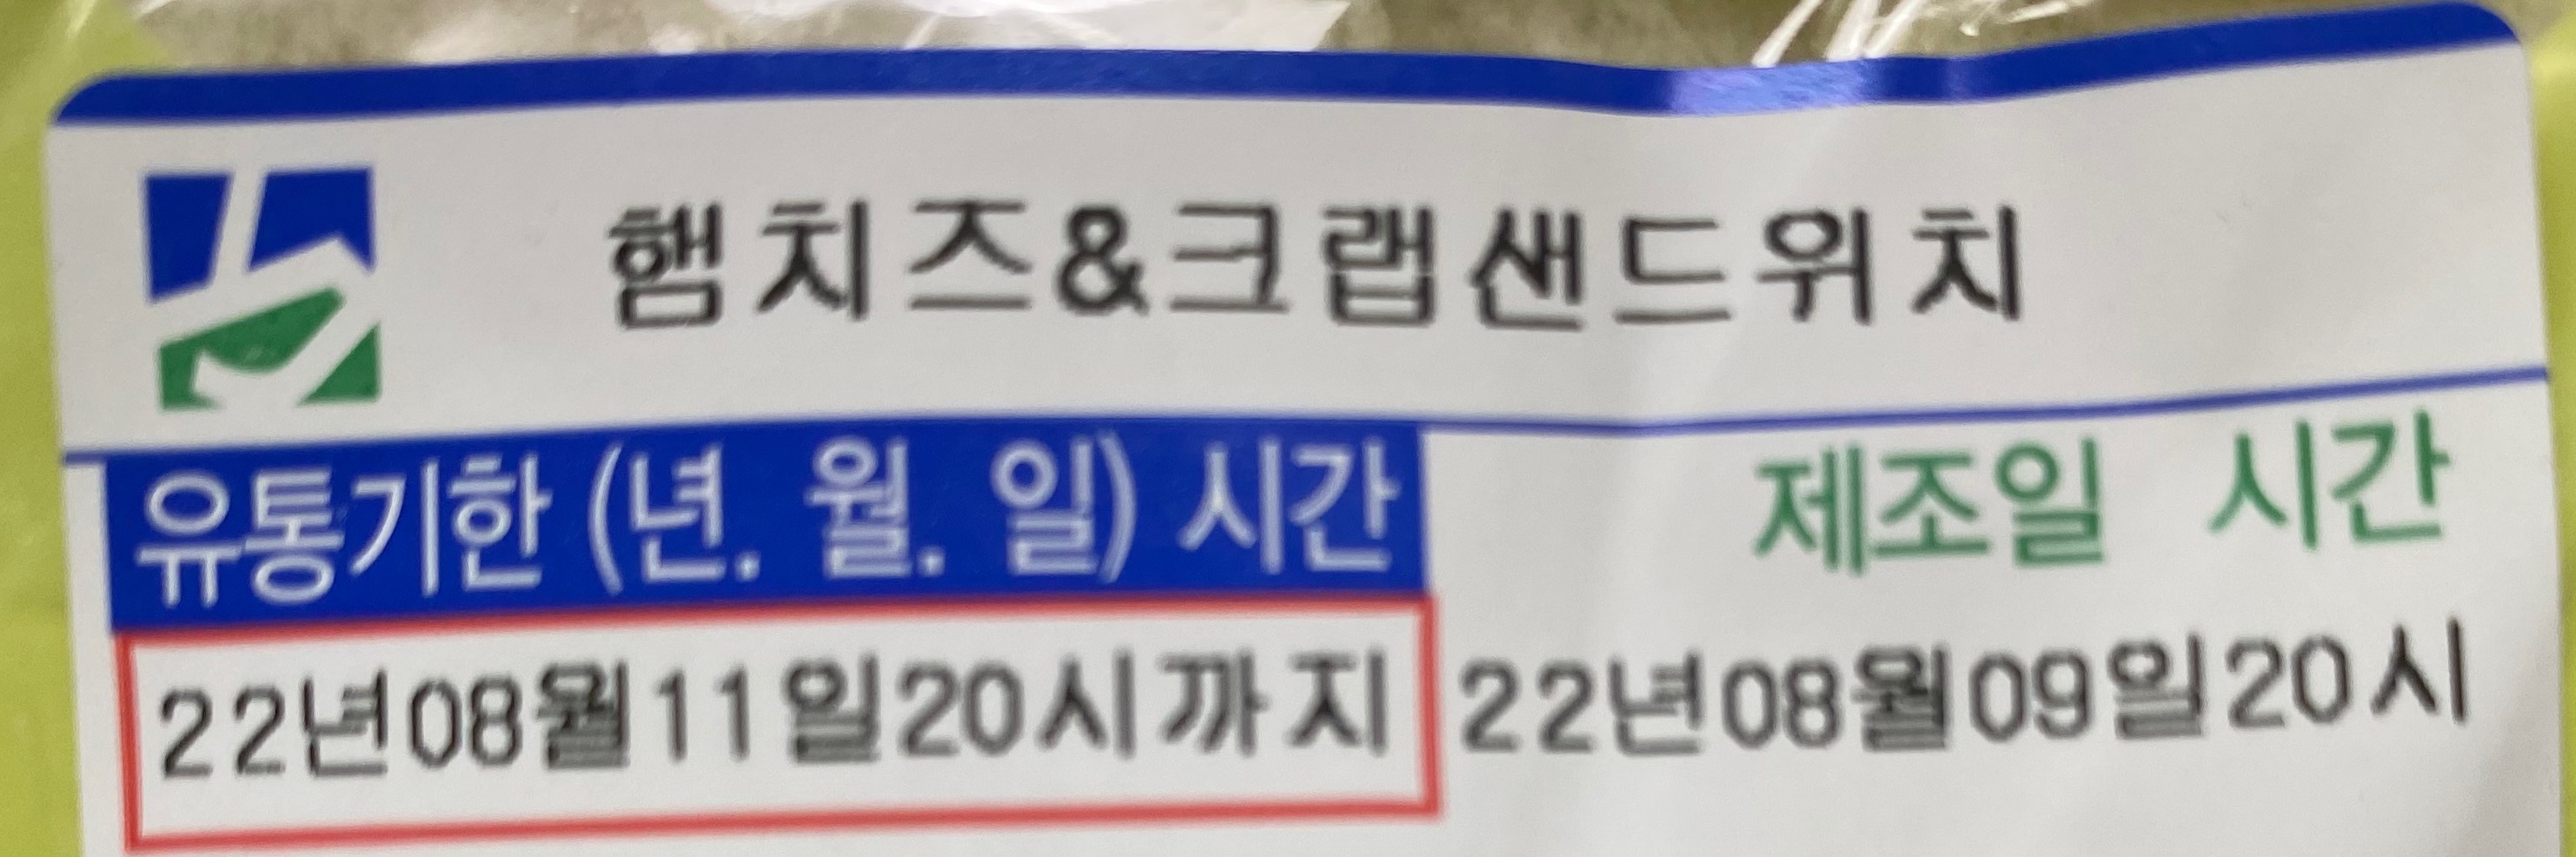 햄치즈&크랩샌드위치
유통기한 (년. 월. 일) 시간 제조일 시간
22년08월11일20시까지 22년08월09일20시